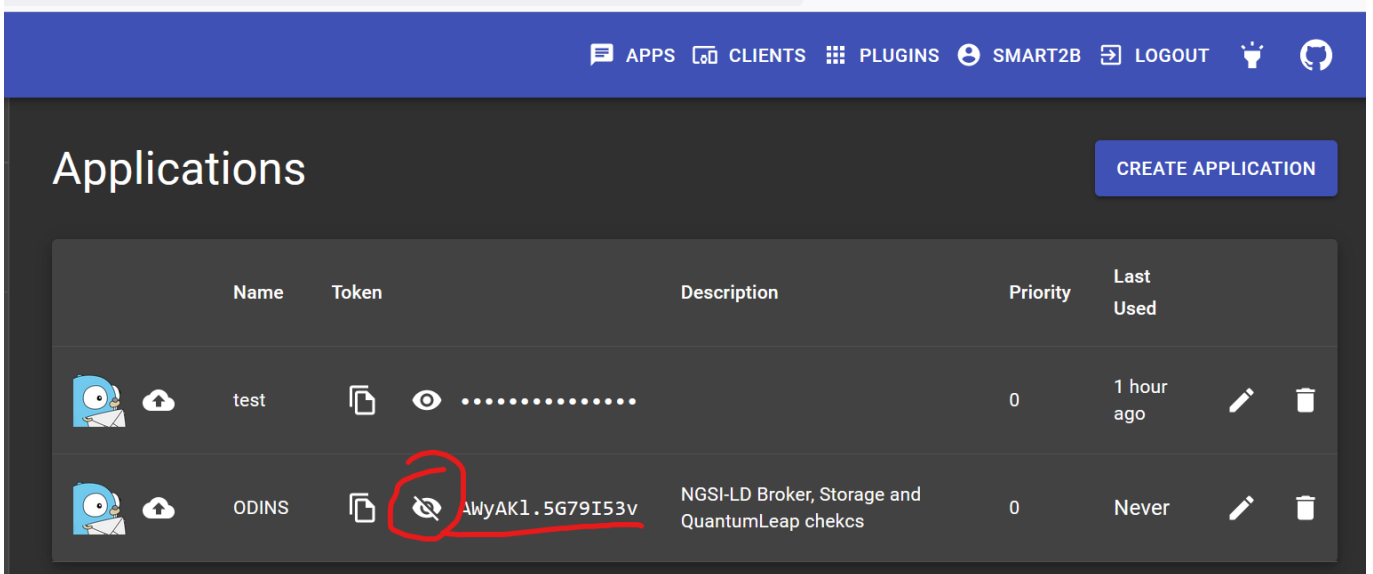 APPS CLIENTS PLUGINS SMART2B LOGOUT
Applications
CREATE APPLICATION
Name Token Description Priority Last Used
test ••••••••••••••• 0 1 hour ago
ODINS AWyAKl.5G79I53v NGSI-LD Broker, Storage and QuantumLeap chekcs 0 Never